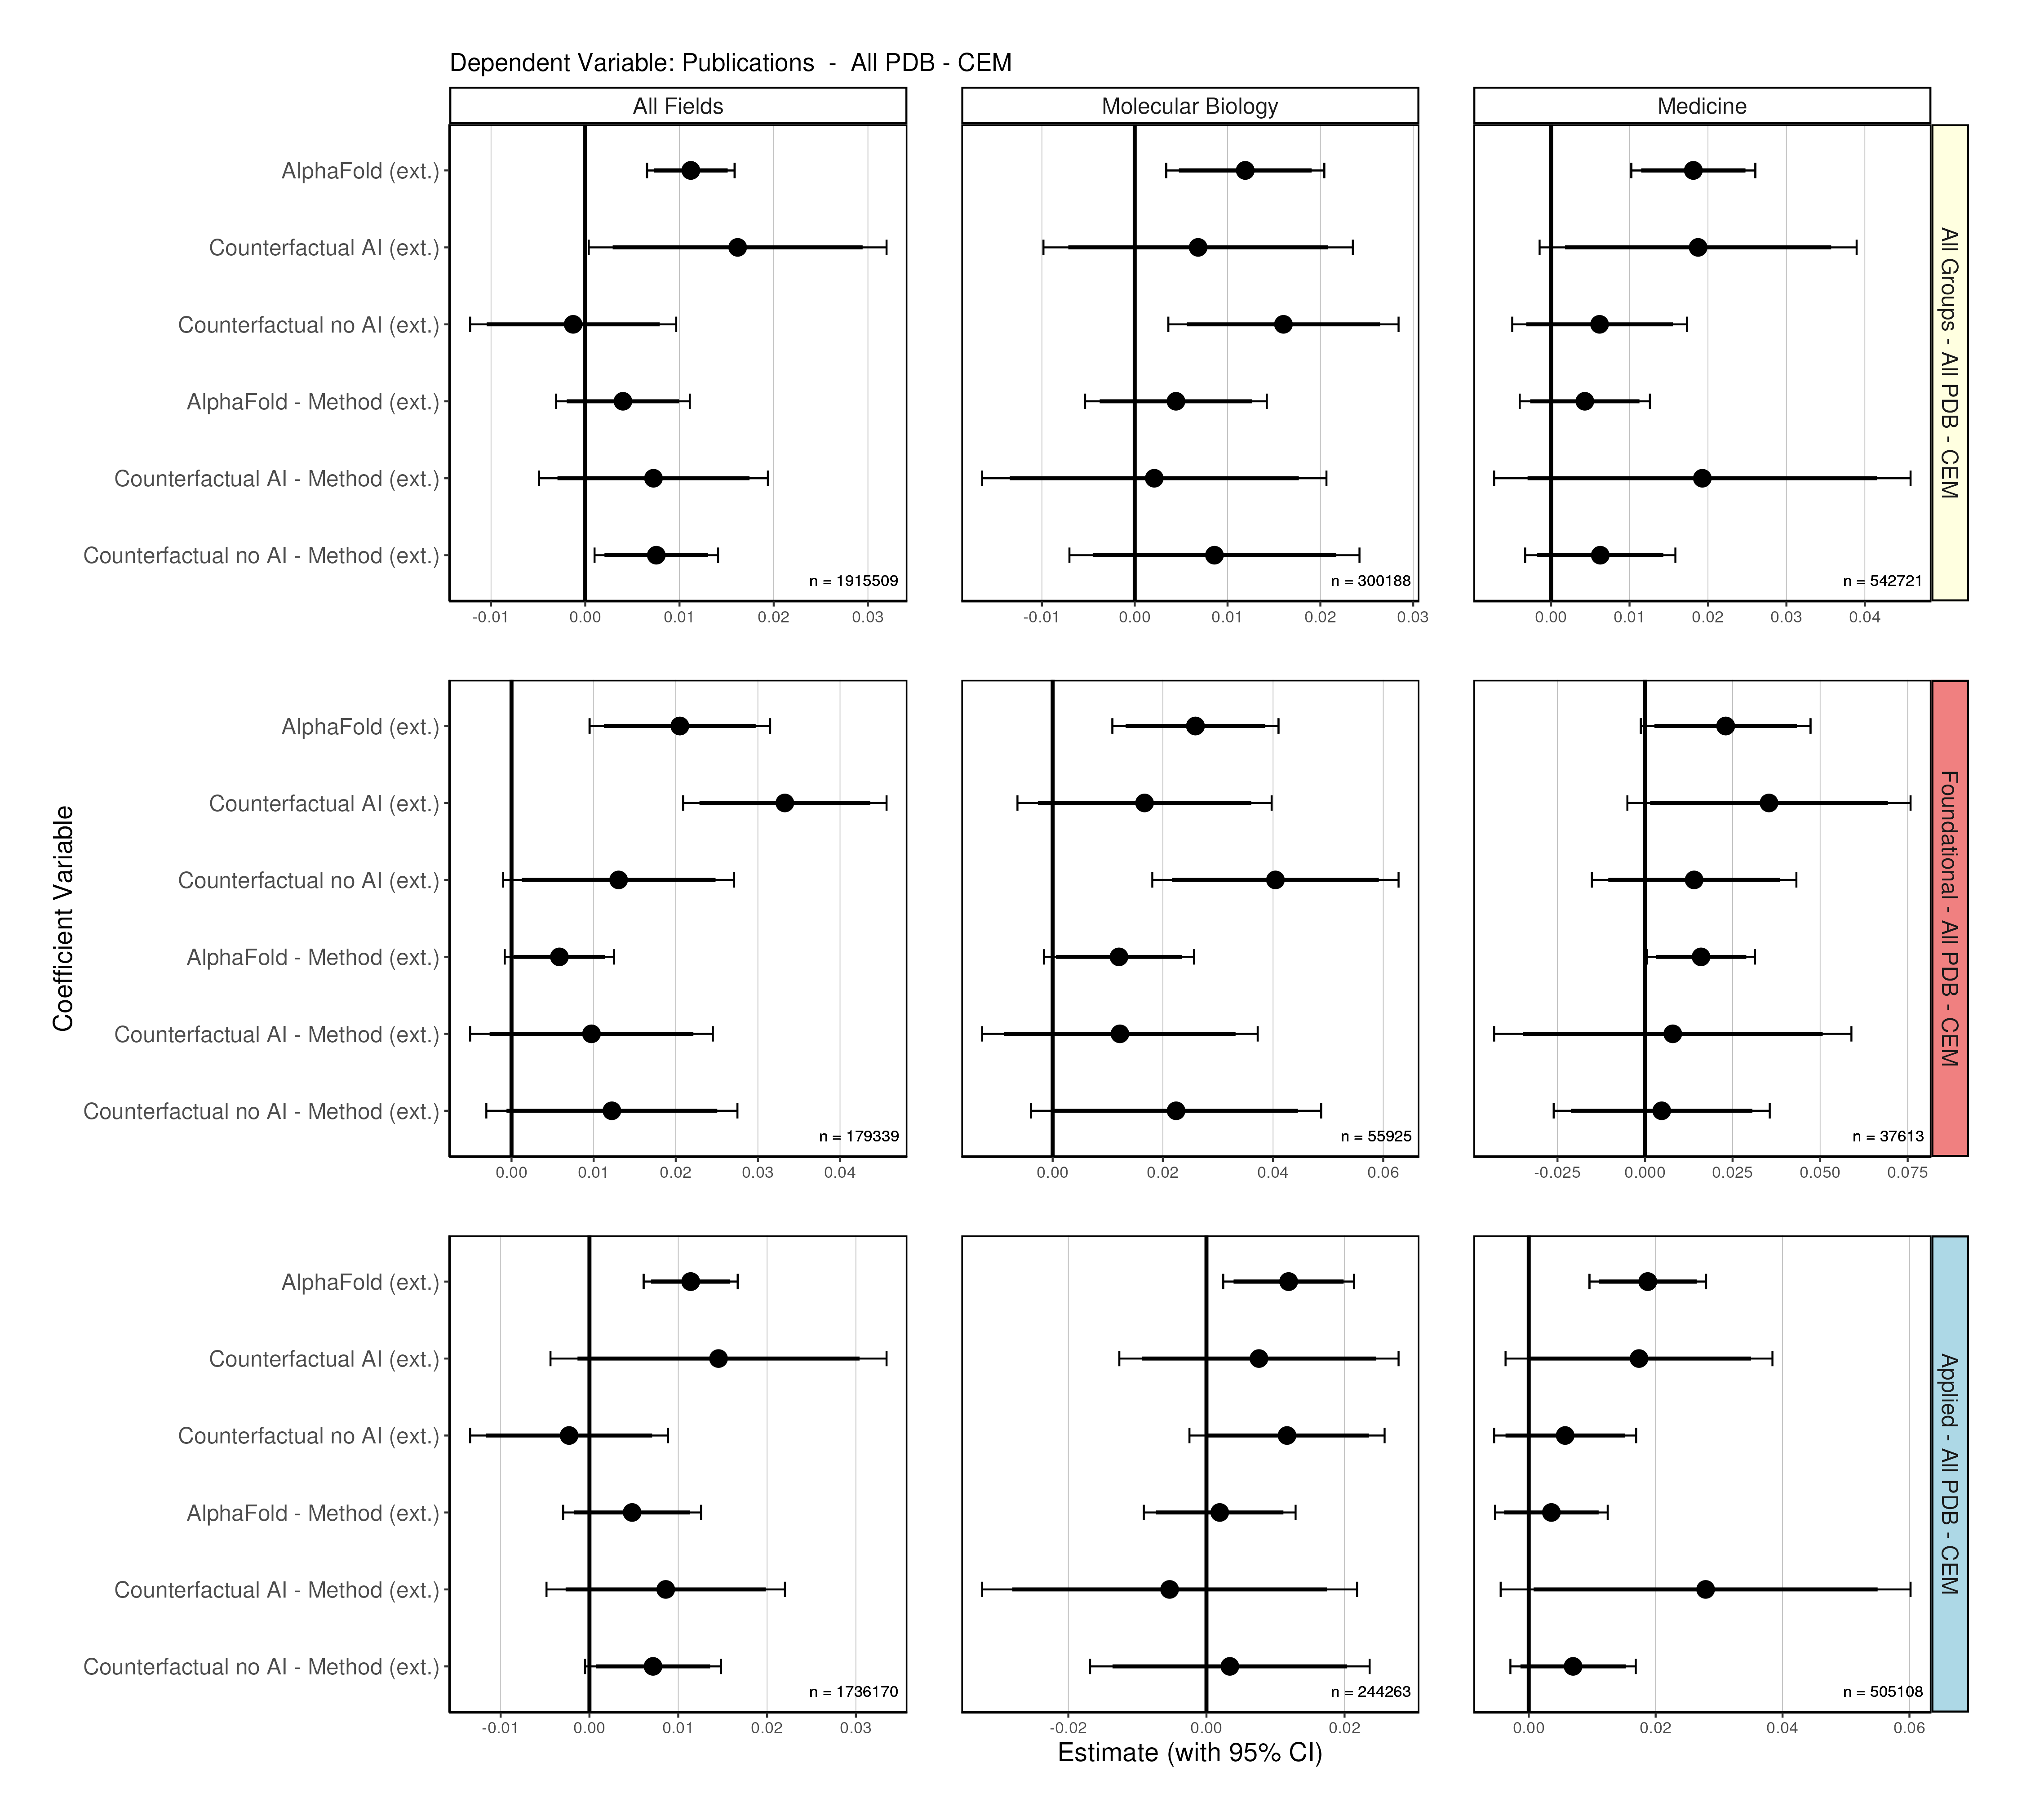 Dependent Variable: Publications  -  All PDB - CEM
All Fields
Molecular Biology
Medicine
AlphaFold (ext.)
Counterfactual AI (ext.)
Counterfactual no AI (ext.)
AlphaFold - Method (ext.)
Counterfactual AI - Method (ext.)
Counterfactual no AI - Method (ext.)
n = 1915509
n = 300188
n = 542721
-0.01 0.00 0.01 0.02 0.03
-0.01 0.00 0.01 0.02 0.03
0.00 0.01 0.02 0.03 0.04
All Groups - All PDB - CEM
Coefficient Variable
AlphaFold (ext.)
Counterfactual AI (ext.)
Counterfactual no AI (ext.)
AlphaFold - Method (ext.)
Counterfactual AI - Method (ext.)
Counterfactual no AI - Method (ext.)
n = 179339
n = 55925
n = 37613
0.00 0.01 0.02 0.03 0.04
0.00 0.02 0.04 0.06
-0.025 0.000 0.025 0.050 0.075
Foundational - All PDB - CEM
AlphaFold (ext.)
Counterfactual AI (ext.)
Counterfactual no AI (ext.)
AlphaFold - Method (ext.)
Counterfactual AI - Method (ext.)
Counterfactual no AI - Method (ext.)
n = 1736170
n = 244263
n = 505108
-0.01 0.00 0.01 0.02 0.03
-0.02 0.00 0.02
0.00 0.02 0.04 0.06
Applied - All PDB - CEM
Estimate (with 95% CI)